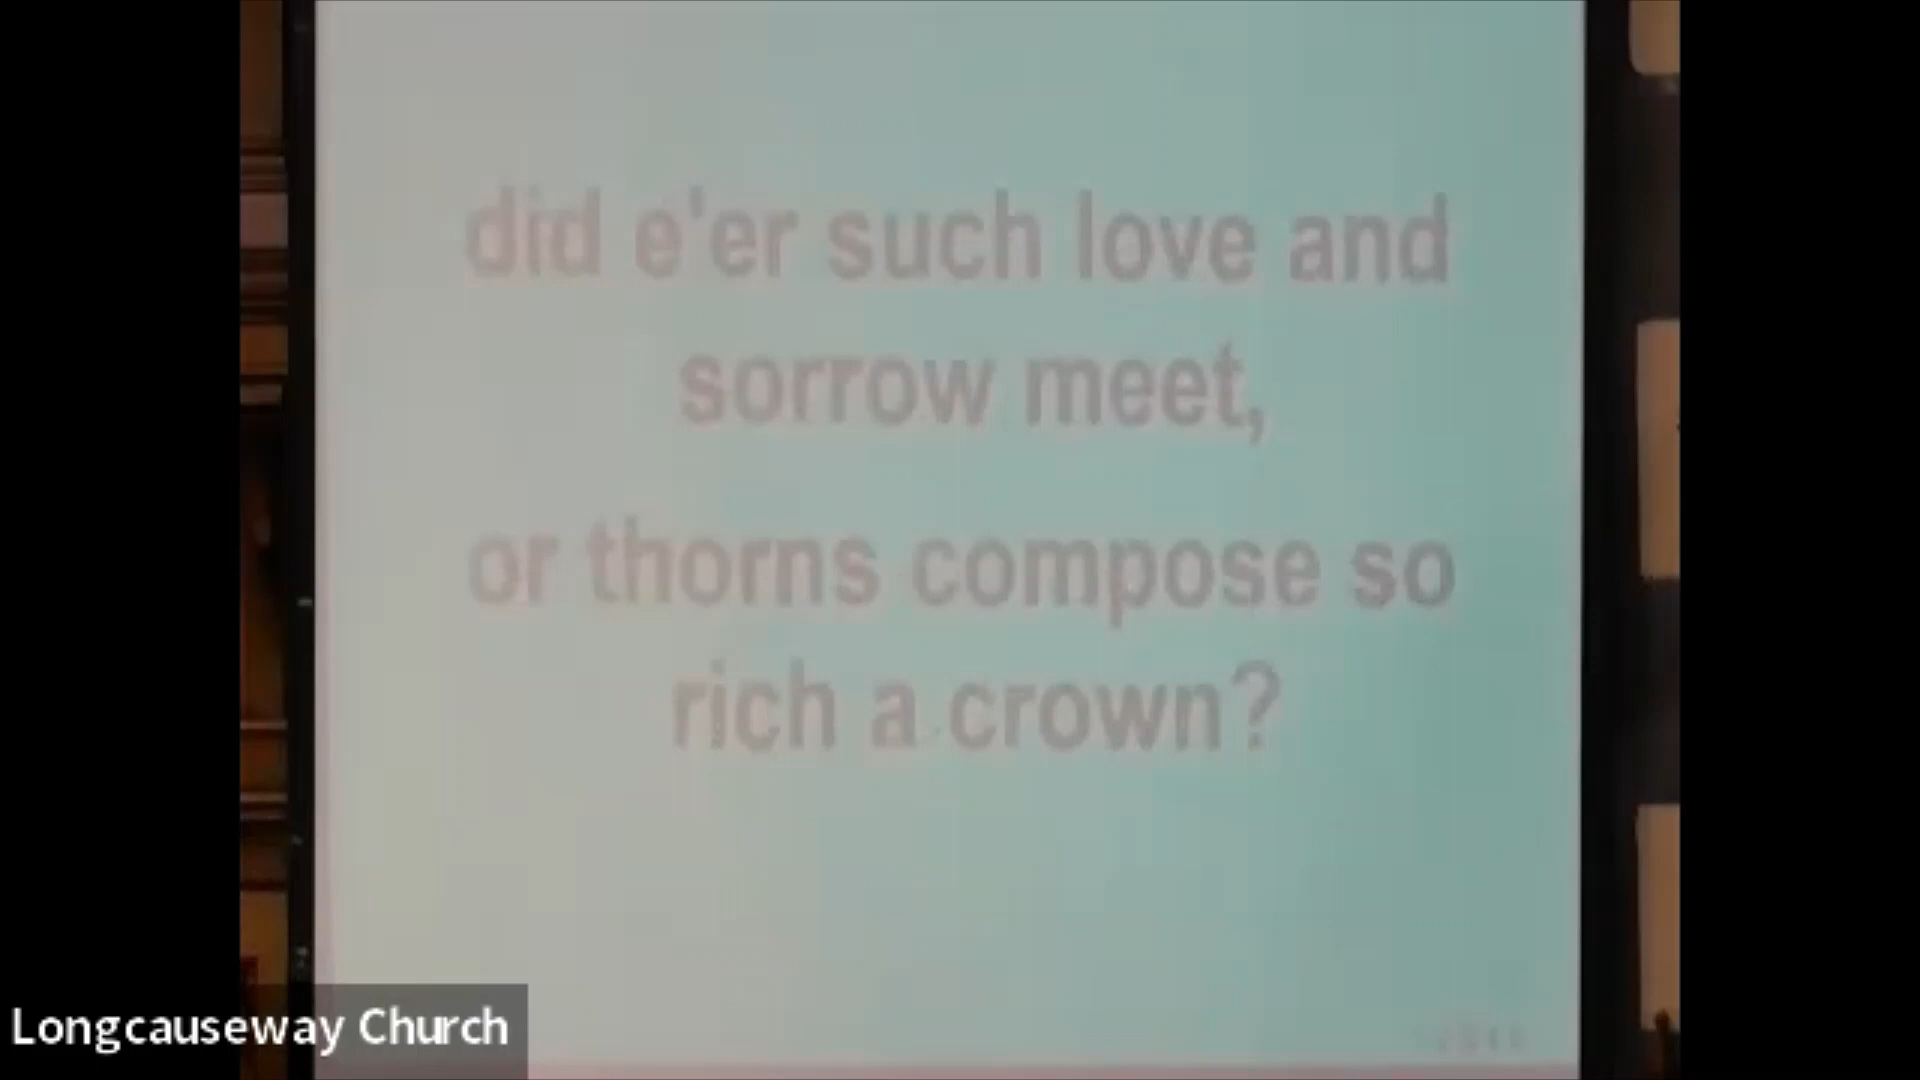 did e'er such love and
sorrow meet,
or thorns compose so
rich a crown?
Longcauseway Church